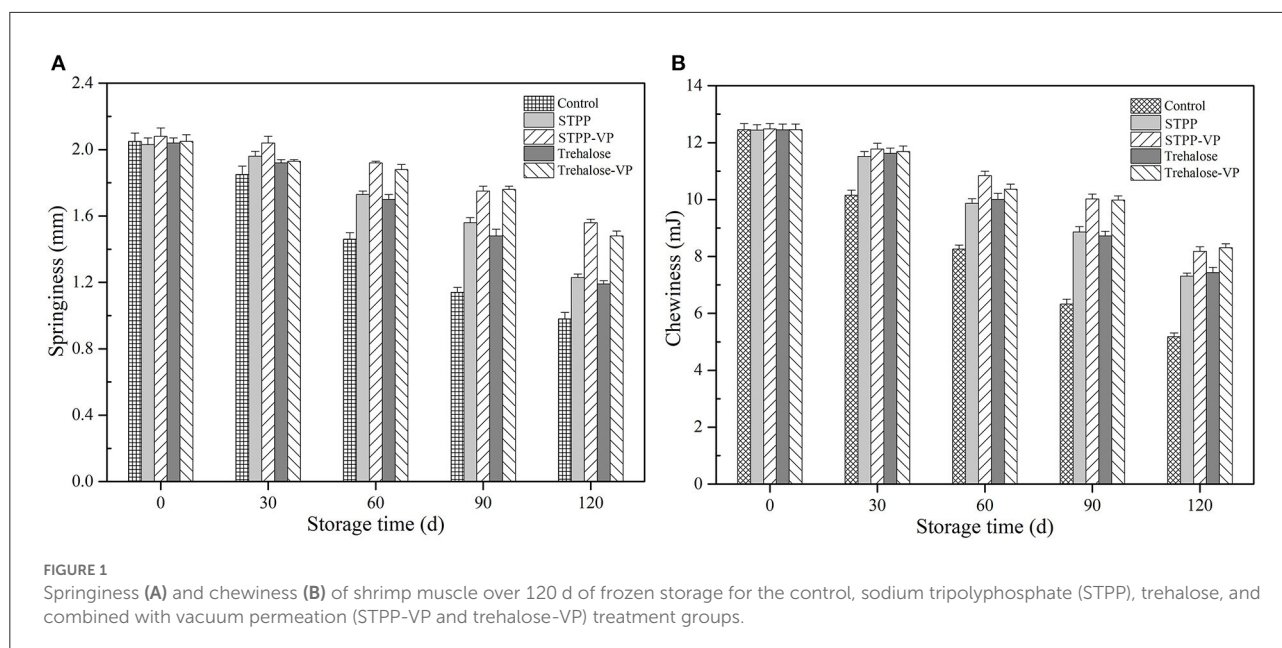 A
2.4
2.0
1.6
1.2
0.8
0.4
0.0
Springiness (mm)
0 30 60 90 120
Storage time (d)
Control
STPP
STPP-VP
Trehalose
Trehalose-VP
B
14
12
10
8
6
4
2
0
Chewiness (mJ)
0 30 60 90 120
Storage time (d)
Control
STPP
STPP-VP
Trehalose
Trehalose-VP
FIGURE 1
Springiness (A) and chewiness (B) of shrimp muscle over 120 d of frozen storage for the control, sodium tripolyphosphate (STPP), trehalose, and
combined with vacuum permeation (STPP-VP and trehalose-VP) treatment groups.